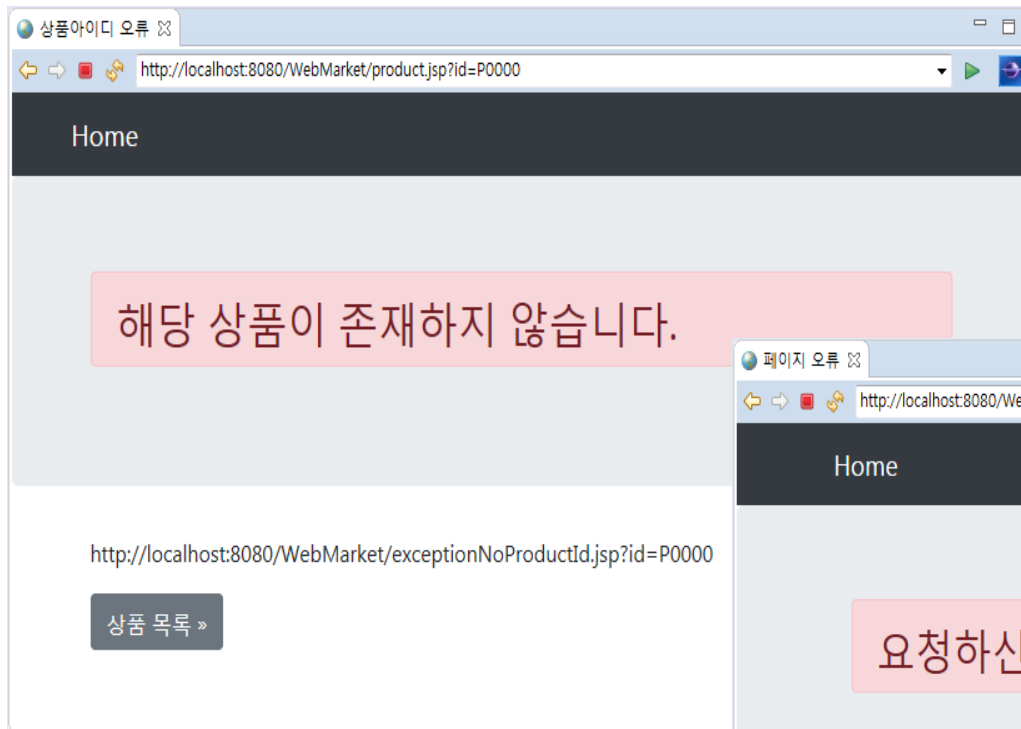 상품아이디 오류
http://localhost:8080/WebMarket/product.jsp?id=P0000
Home
해당 상품이 존재하지 않습니다.
http://localhost:8080/WebMarket/exceptionNoProductId.jsp?id=P0000
상품 목록 »
페이지 오류
http://localhost:8080/We
Home
요청하신